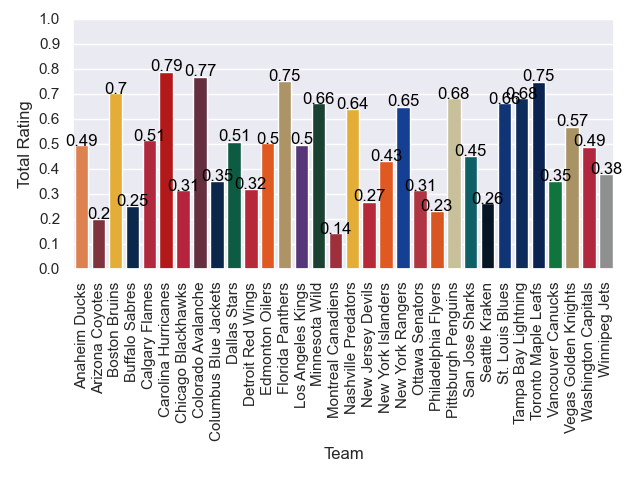 Total Rating
1.0
0.9
0.8
0.7
0.6
0.5
0.4
0.3
0.2
0.1
0.0
0.49
0.2
0.7
0.25
0.51
0.79
0.31
0.77
0.35
0.51
0.32
0.5
0.75
0.5
0.66
0.14
0.64
0.27
0.43
0.65
0.31
0.23
0.68
0.45
0.26
0.66
0.68
0.75
0.35
0.57
0.49
0.38
Anaheim Ducks
Arizona Coyotes
Boston Bruins
Buffalo Sabres
Calgary Flames
Carolina Hurricanes
Chicago Blackhawks
Colorado Avalanche
Columbus Blue Jackets
Dallas Stars
Detroit Red Wings
Edmonton Oilers
Florida Panthers
Los Angeles Kings
Minnesota Wild
Montreal Canadiens
Nashville Predators
New Jersey Devils
New York Islanders
New York Rangers
Ottawa Senators
Philadelphia Flyers
Pittsburgh Penguins
San Jose Sharks
Seattle Kraken
St. Louis Blues
Tampa Bay Lightning
Toronto Maple Leafs
Vancouver Canucks
Vegas Golden Knights
Washington Capitals
Winnipeg Jets
Team